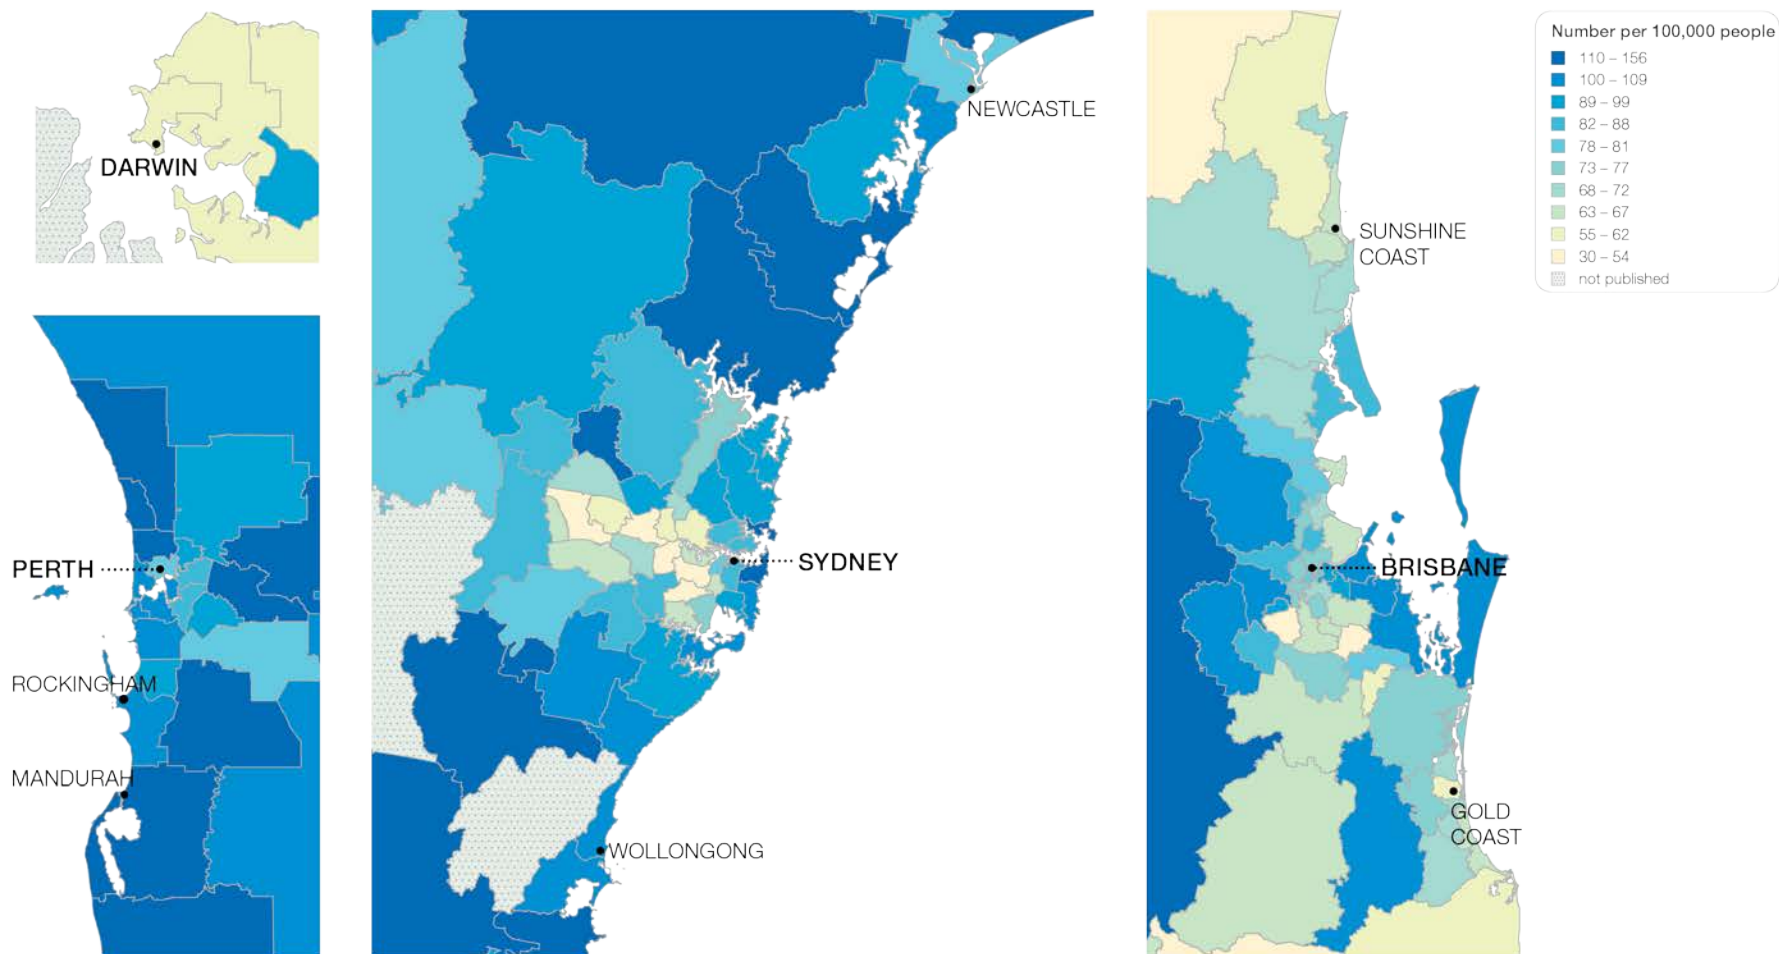 Number per 100,000 people
110 – 156
100 – 109
89 – 99
82 – 88
78 – 81
73 – 77
68 – 72
63 – 67
55 – 62
30 – 54
not published
NEWCASTLE
DARWIN
SUNSHINE
COAST
PERTH
SYDNEY
BRISBANE
ROCKINGHAM
MANDURAH
GOLD
COAST
WOLLONGONG